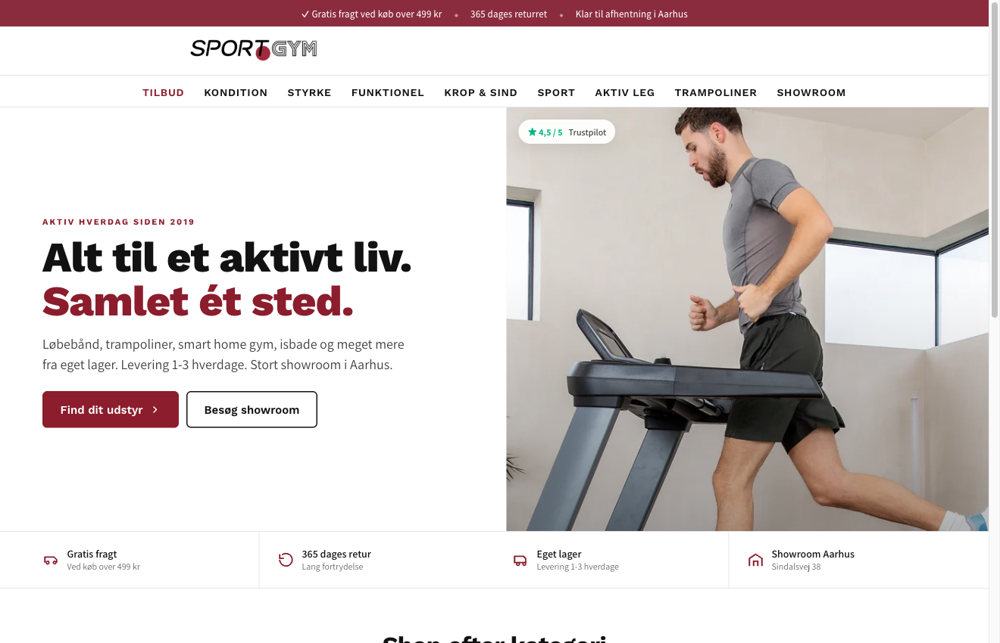 ✓ Gratis fragt ved køb over 499 kr • 365 dages returret • Klar til afhentning i Aarhus
SPORT GYM
TILBUD KONDITION STYRKE FUNKTIONEL KROP & SIND SPORT AKTIV LEG TRAMPOLINER SHOWROOM
★ 4,5 / 5 Trustpilot
AKTIV HVERDAG SIDEN 2019
Alt til et aktivt liv.
Samlet ét sted.
Løbebånd, trampoliner, smart home gym, isbade og meget mere
fra eget lager. Levering 1-3 hverdage. Stort showroom i Aarhus.
Find dit udstyr
Besøg showroom
Gratis fragt
Ved køb over 499 kr
365 dages retur
Lang fortrydelse
Eget lager
Levering 1-3 hverdage
Showroom Aarhus
Sindalsvej 38
Shop efter kategori